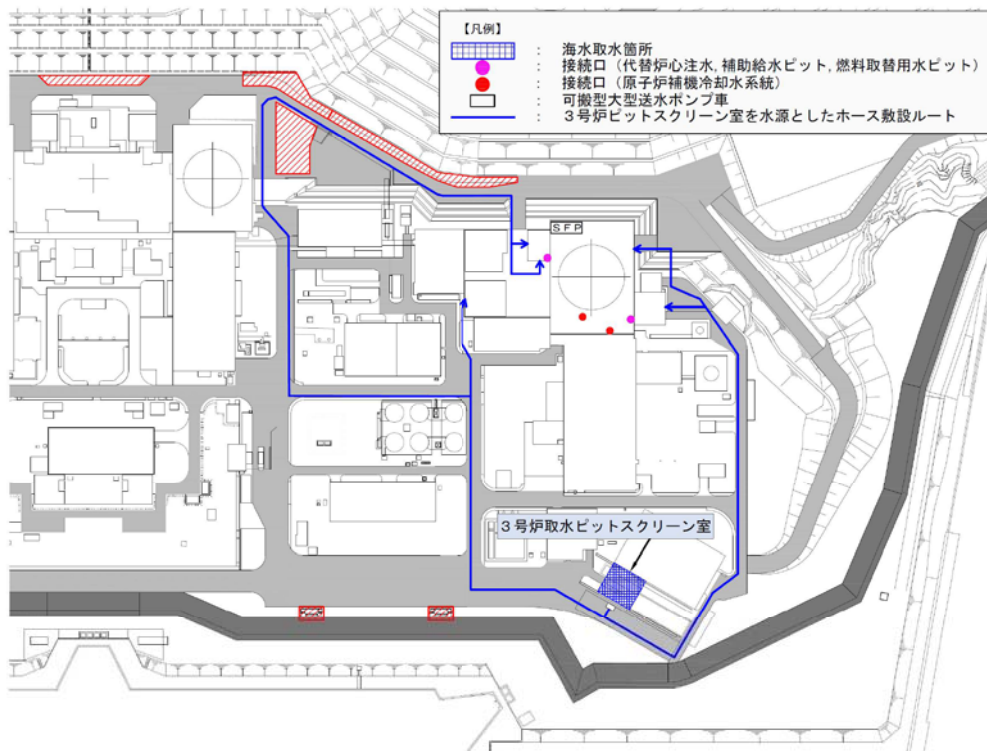 【凡例】
： 海水取水箇所
： 接続口（代替炉心注水，補助給水ピット，燃料取替用水ピット）
： 接続口（原子炉補機冷却水系統）
： 可搬型大型送水ポンプ車
： ３号炉ピットスクリーン室を水源としたホース敷設ルート
ＳＦＰ
３号炉取水ピットスクリーン室